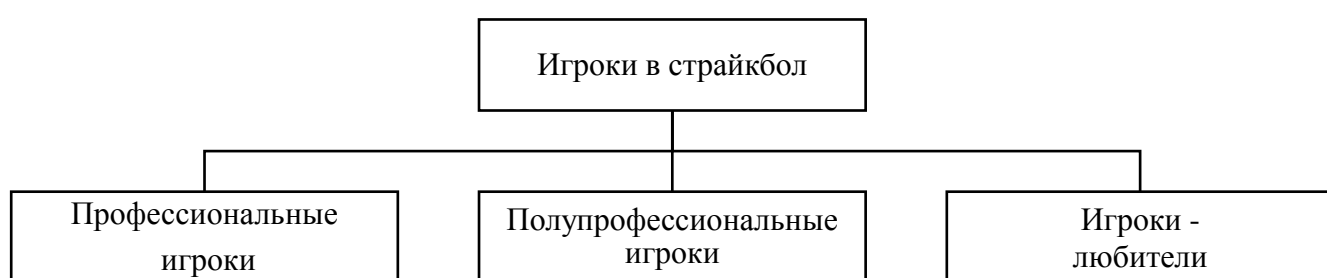 Игроки в страйкбол
Профессиональные
игроки
Полупрофессиональные
игроки
Игроки -
любители